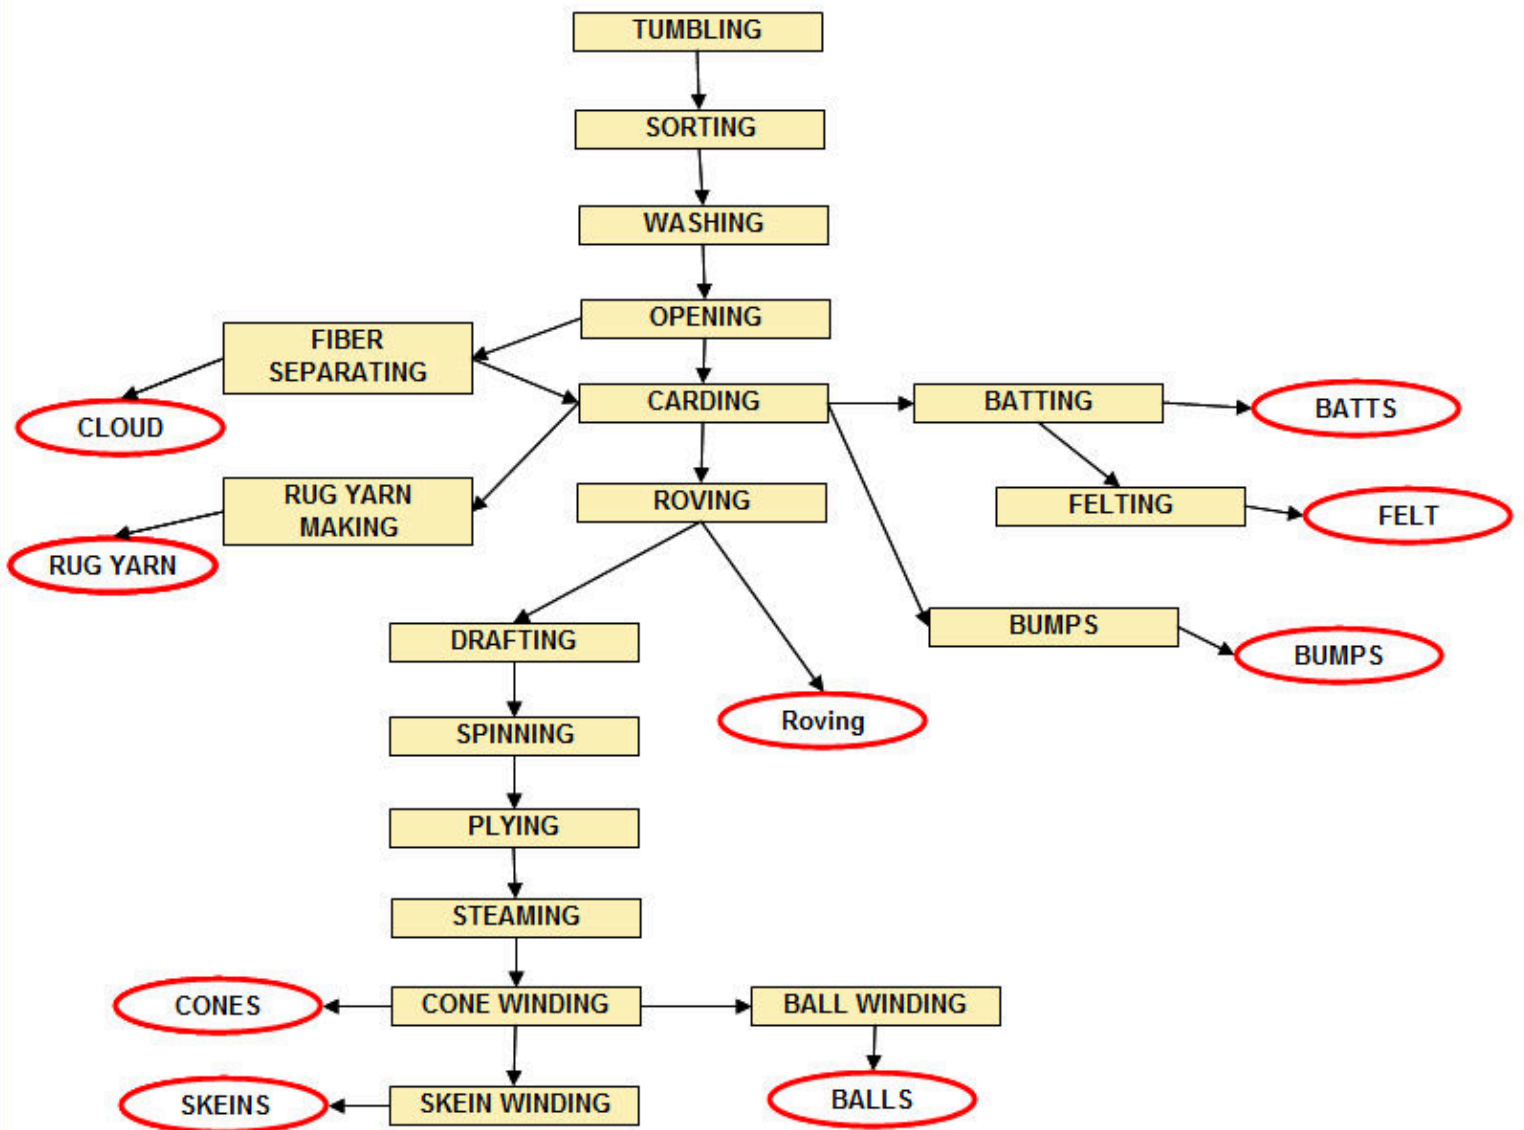 TUMBLING
SORTING
WASHING
OPENING
FIBER
SEPARATING
CARDING
BATTING
BATTS
CLOUD
RUG YARN
MAKING
ROVING
FELTING
FELT
RUG YARN
DRAFTING
BUMPS
BUMPS
SPINNING
Roving
PLYING
STEAMING
CONES
CONE WINDING
BALL WINDING
SKEINS
SKEIN WINDING
BALLS